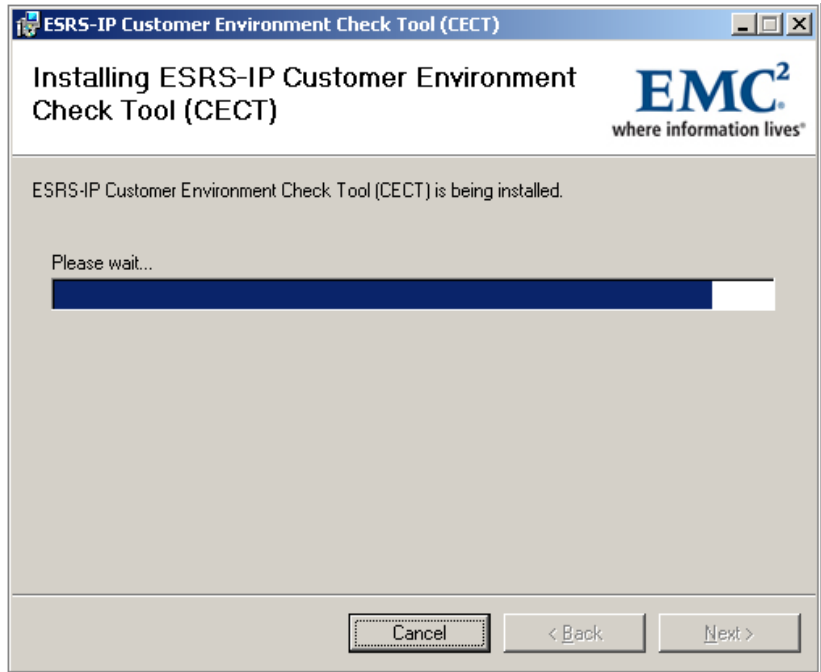 ESRS-IP Customer Environment Check Tool (CECT)
Installing ESRS-IP Customer Environment
Check Tool (CECT)
EMC²
where information lives®
ESRS-IP Customer Environment Check Tool (CECT) is being installed.
Please wait...
Cancel
< Back
Next >